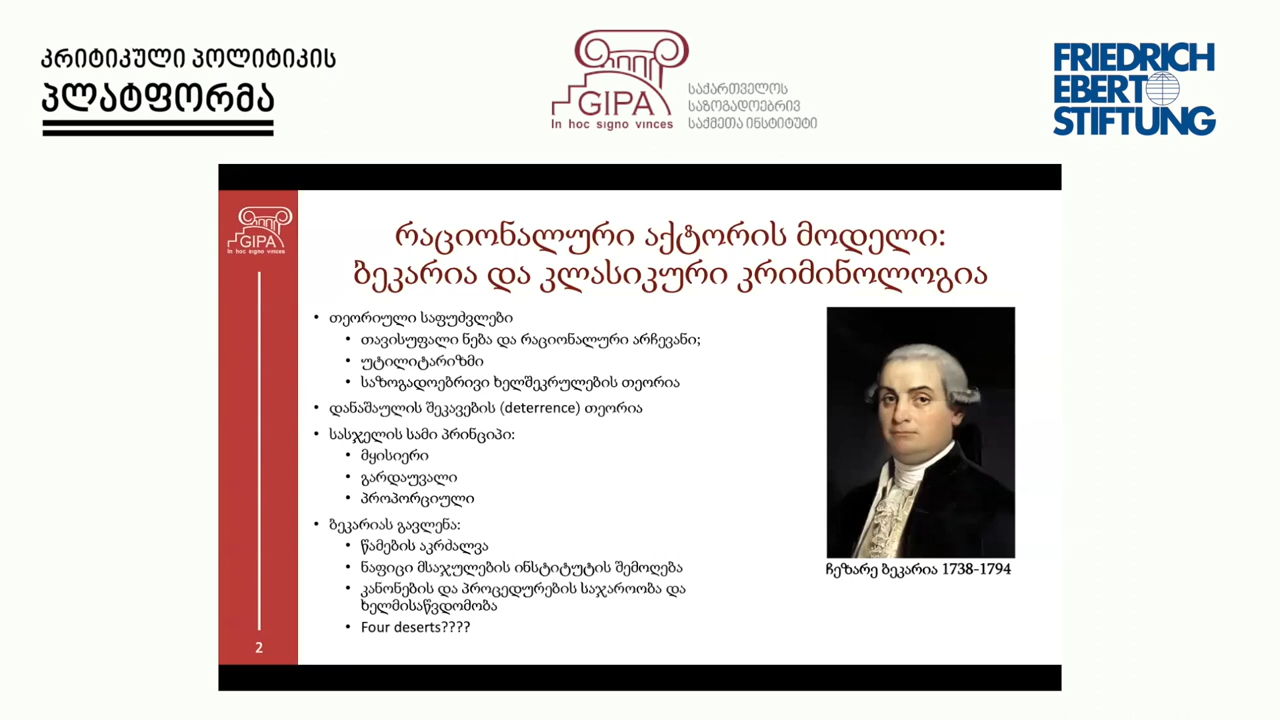 კრიტიკული პოლიტიკის
პლატფორმა
GIPA
In hoc signo vinces
საქართველოს
საზოგადოებრივ
საქმეთა ინსტიტუტი
FRIEDRICH
EBERT
STIFTUNG
GIPA
In hoc signo vinces
რაციონალური აქტორის მოდელი:
ბეკარია და კლასიკური კრიმინოლოგია
• თეორიული საფუძვლები
• თავისუფალი ნება და რაციონალური არჩევანი;
• უტილიტარიზმი
• საზოგადოებრივი ხელშეკრულების თეორია
• დანაშაულის შეკავების (deterrence) თეორია
• სასჯელის სამი პრინციპი:
• მყისიერი
• გარდაუვალი
• პროპორციული
• ბეკარიას გავლენა:
• წამების აკრძალვა
• ნაფიცი მსაჯულების ინსტიტუტის შემოღება
• კანონების და პროცედურების საჯაროობა და
ხელმისაწვდომობა
• Four deserts????
ჩეზარე ბეკარია 1738-1794
2